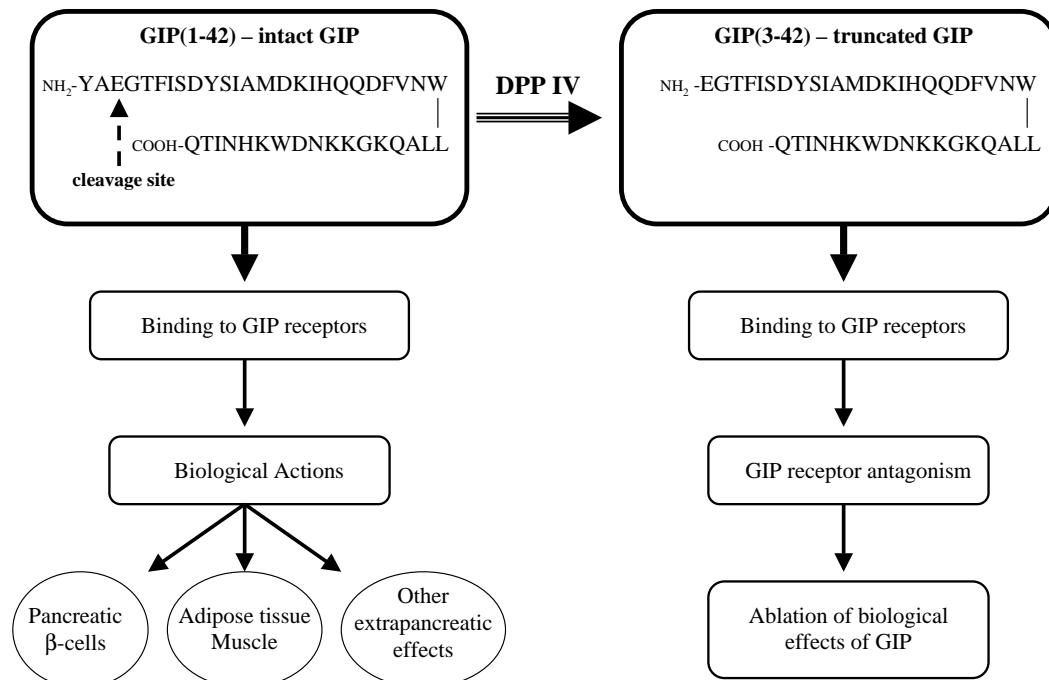 GIP(1-42) – intact GIP
NH2-YAEGTFISDYSIAMDKIHQQDFVNW
COOH-QTINHKWDNKKGKQALL
cleavage site
DPP IV
GIP(3-42) – truncated GIP
NH2 -EGTFISDYSIAMDKIHQQDFVNW
COOH -QTINHKWDNKKGKQALL
Binding to GIP receptors
Biological Actions
Pancreatic
β-cells
Adipose tissue
Muscle
Other
extrapancreatic
effects
Binding to GIP receptors
GIP receptor antagonism
Ablation of biological
effects of GIP